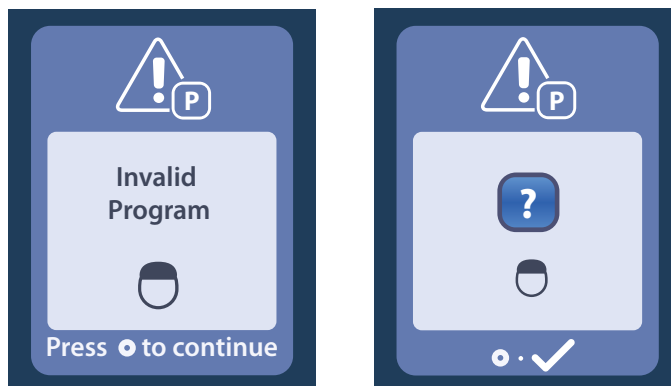 P
Invalid
Program
Press to continue
P
?